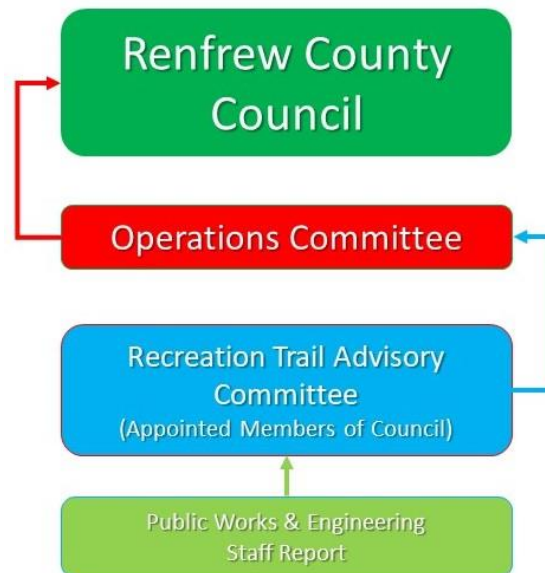 Renfrew County
Council
Operations Committee
Recreation Trail Advisory
Committee
(Appointed Members of Council)
Public Works & Engineering
Staff Report